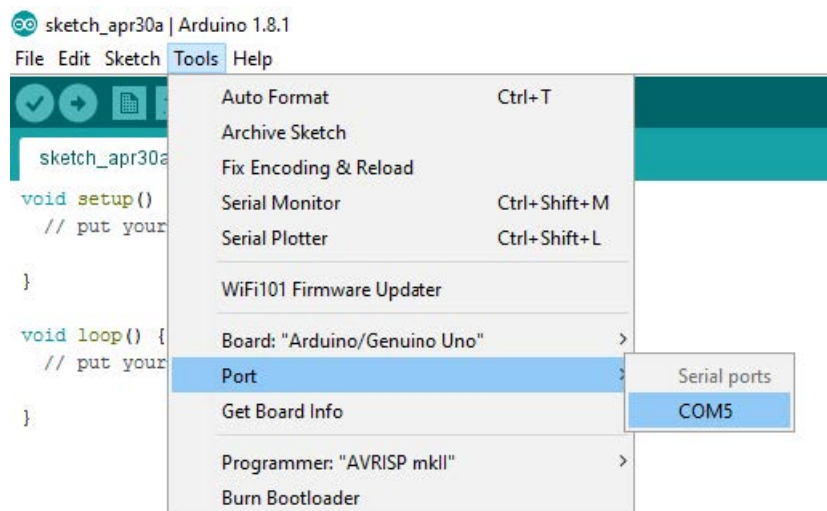 sketch_apr30a | Arduino 1.8.1
File Edit Sketch Tools Help
Auto Format Ctrl+T
Archive Sketch
sketch_apr30a
Fix Encoding & Reload
void setup()
Serial Monitor Ctrl+Shift+M
// put your
Serial Plotter Ctrl+Shift+L
}
WiFi101 Firmware Updater
void loop() {
Board: "Arduino/Genuino Uno" >
// put your
Port > Serial ports
COM5
}
Get Board Info
Programmer: "AVRISP mkII" >
Burn Bootloader